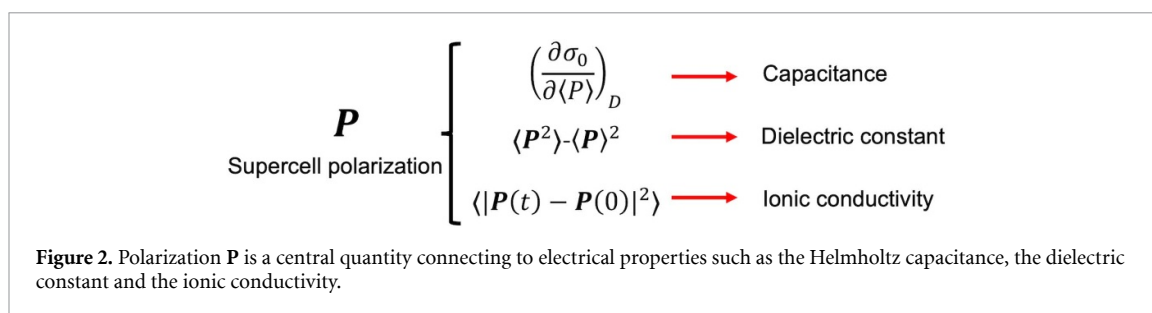 (∂σ₀/∂⟨P⟩)_D Capacitance
P
Supercell polarization
⟨P²⟩-⟨P⟩² Dielectric constant
⟨|P(t) − P(0)|²⟩ Ionic conductivity
Figure 2. Polarization P is a central quantity connecting to electrical properties such as the Helmholtz capacitance, the dielectric
constant and the ionic conductivity.